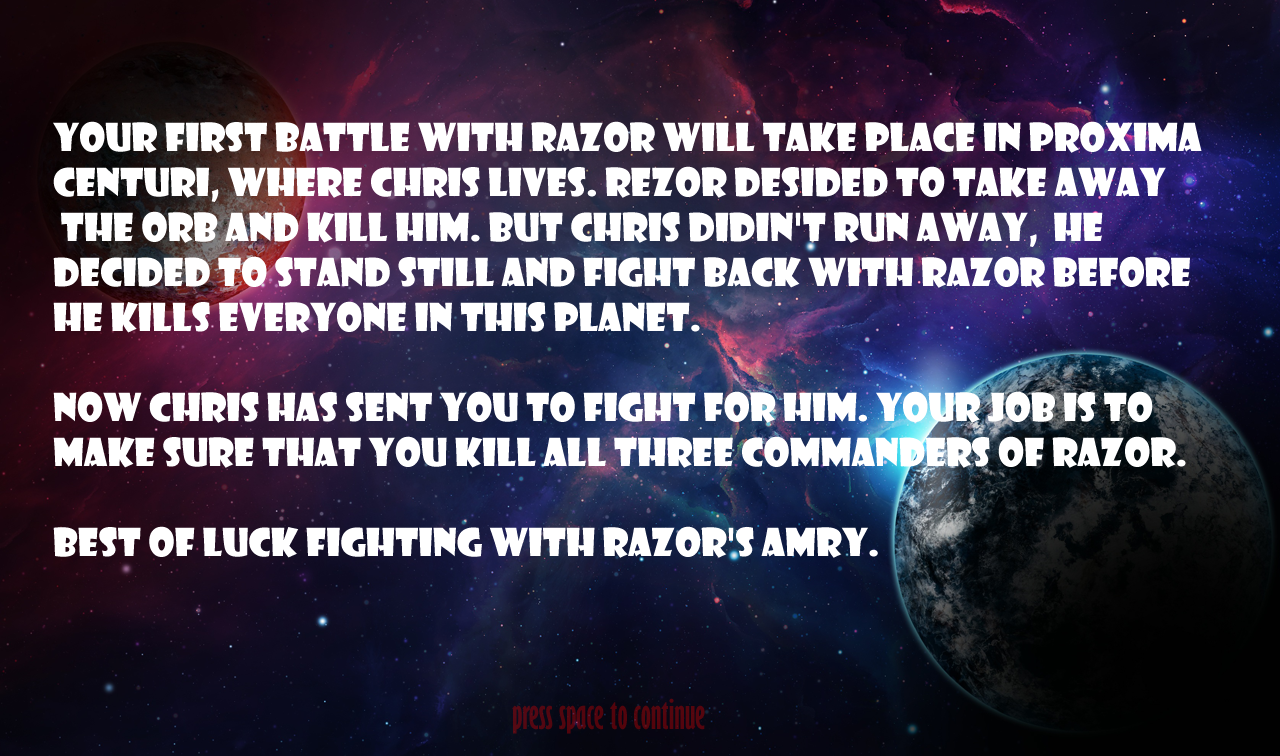 YOUR FIRST BATTLE WITH RAZOR WILL TAKE PLACE IN PROXIMA
CENTURI, WHERE CHRIS LIVES. REZOR DESIDED TO TAKE AWAY
THE ORB AND KILL HIM. BUT CHRIS DIDIN'T RUN AWAY, HE
DECIDED TO STAND STILL AND FIGHT BACK WITH RAZOR BEFORE
HE KILLS EVERYONE IN THIS PLANET.
NOW CHRIS HAS SENT YOU TO FIGHT FOR HIM. YOUR JOB IS TO
MAKE SURE THAT YOU KILL ALL THREE COMMANDERS OF RAZOR.
BEST OF LUCK FIGHTING WITH RAZOR'S AMRY.
press space to continue